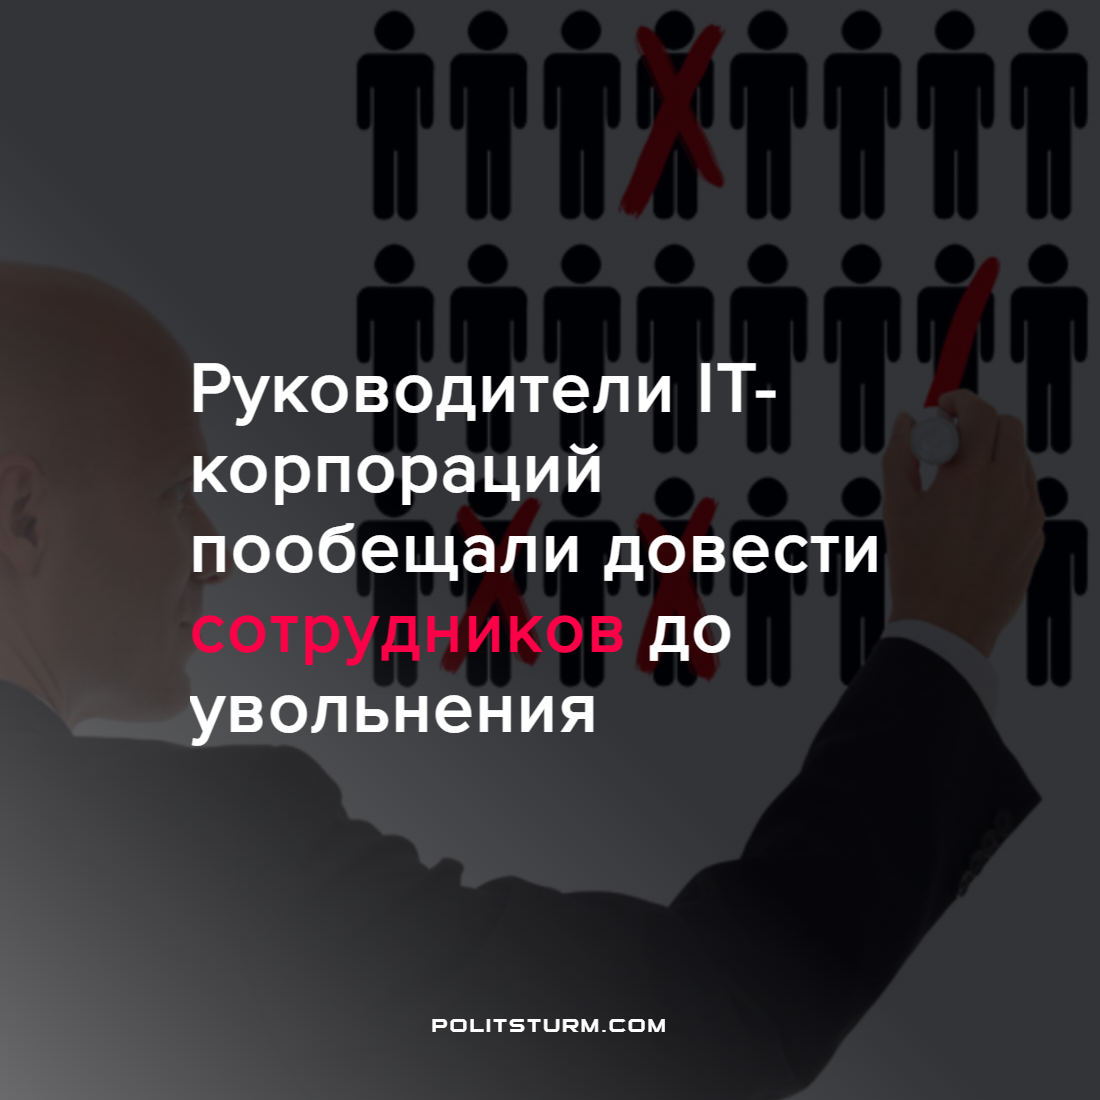 Руководители IT-
корпораций
пообещали довести
сотрудников до
увольнения
POLITSTURM.COM